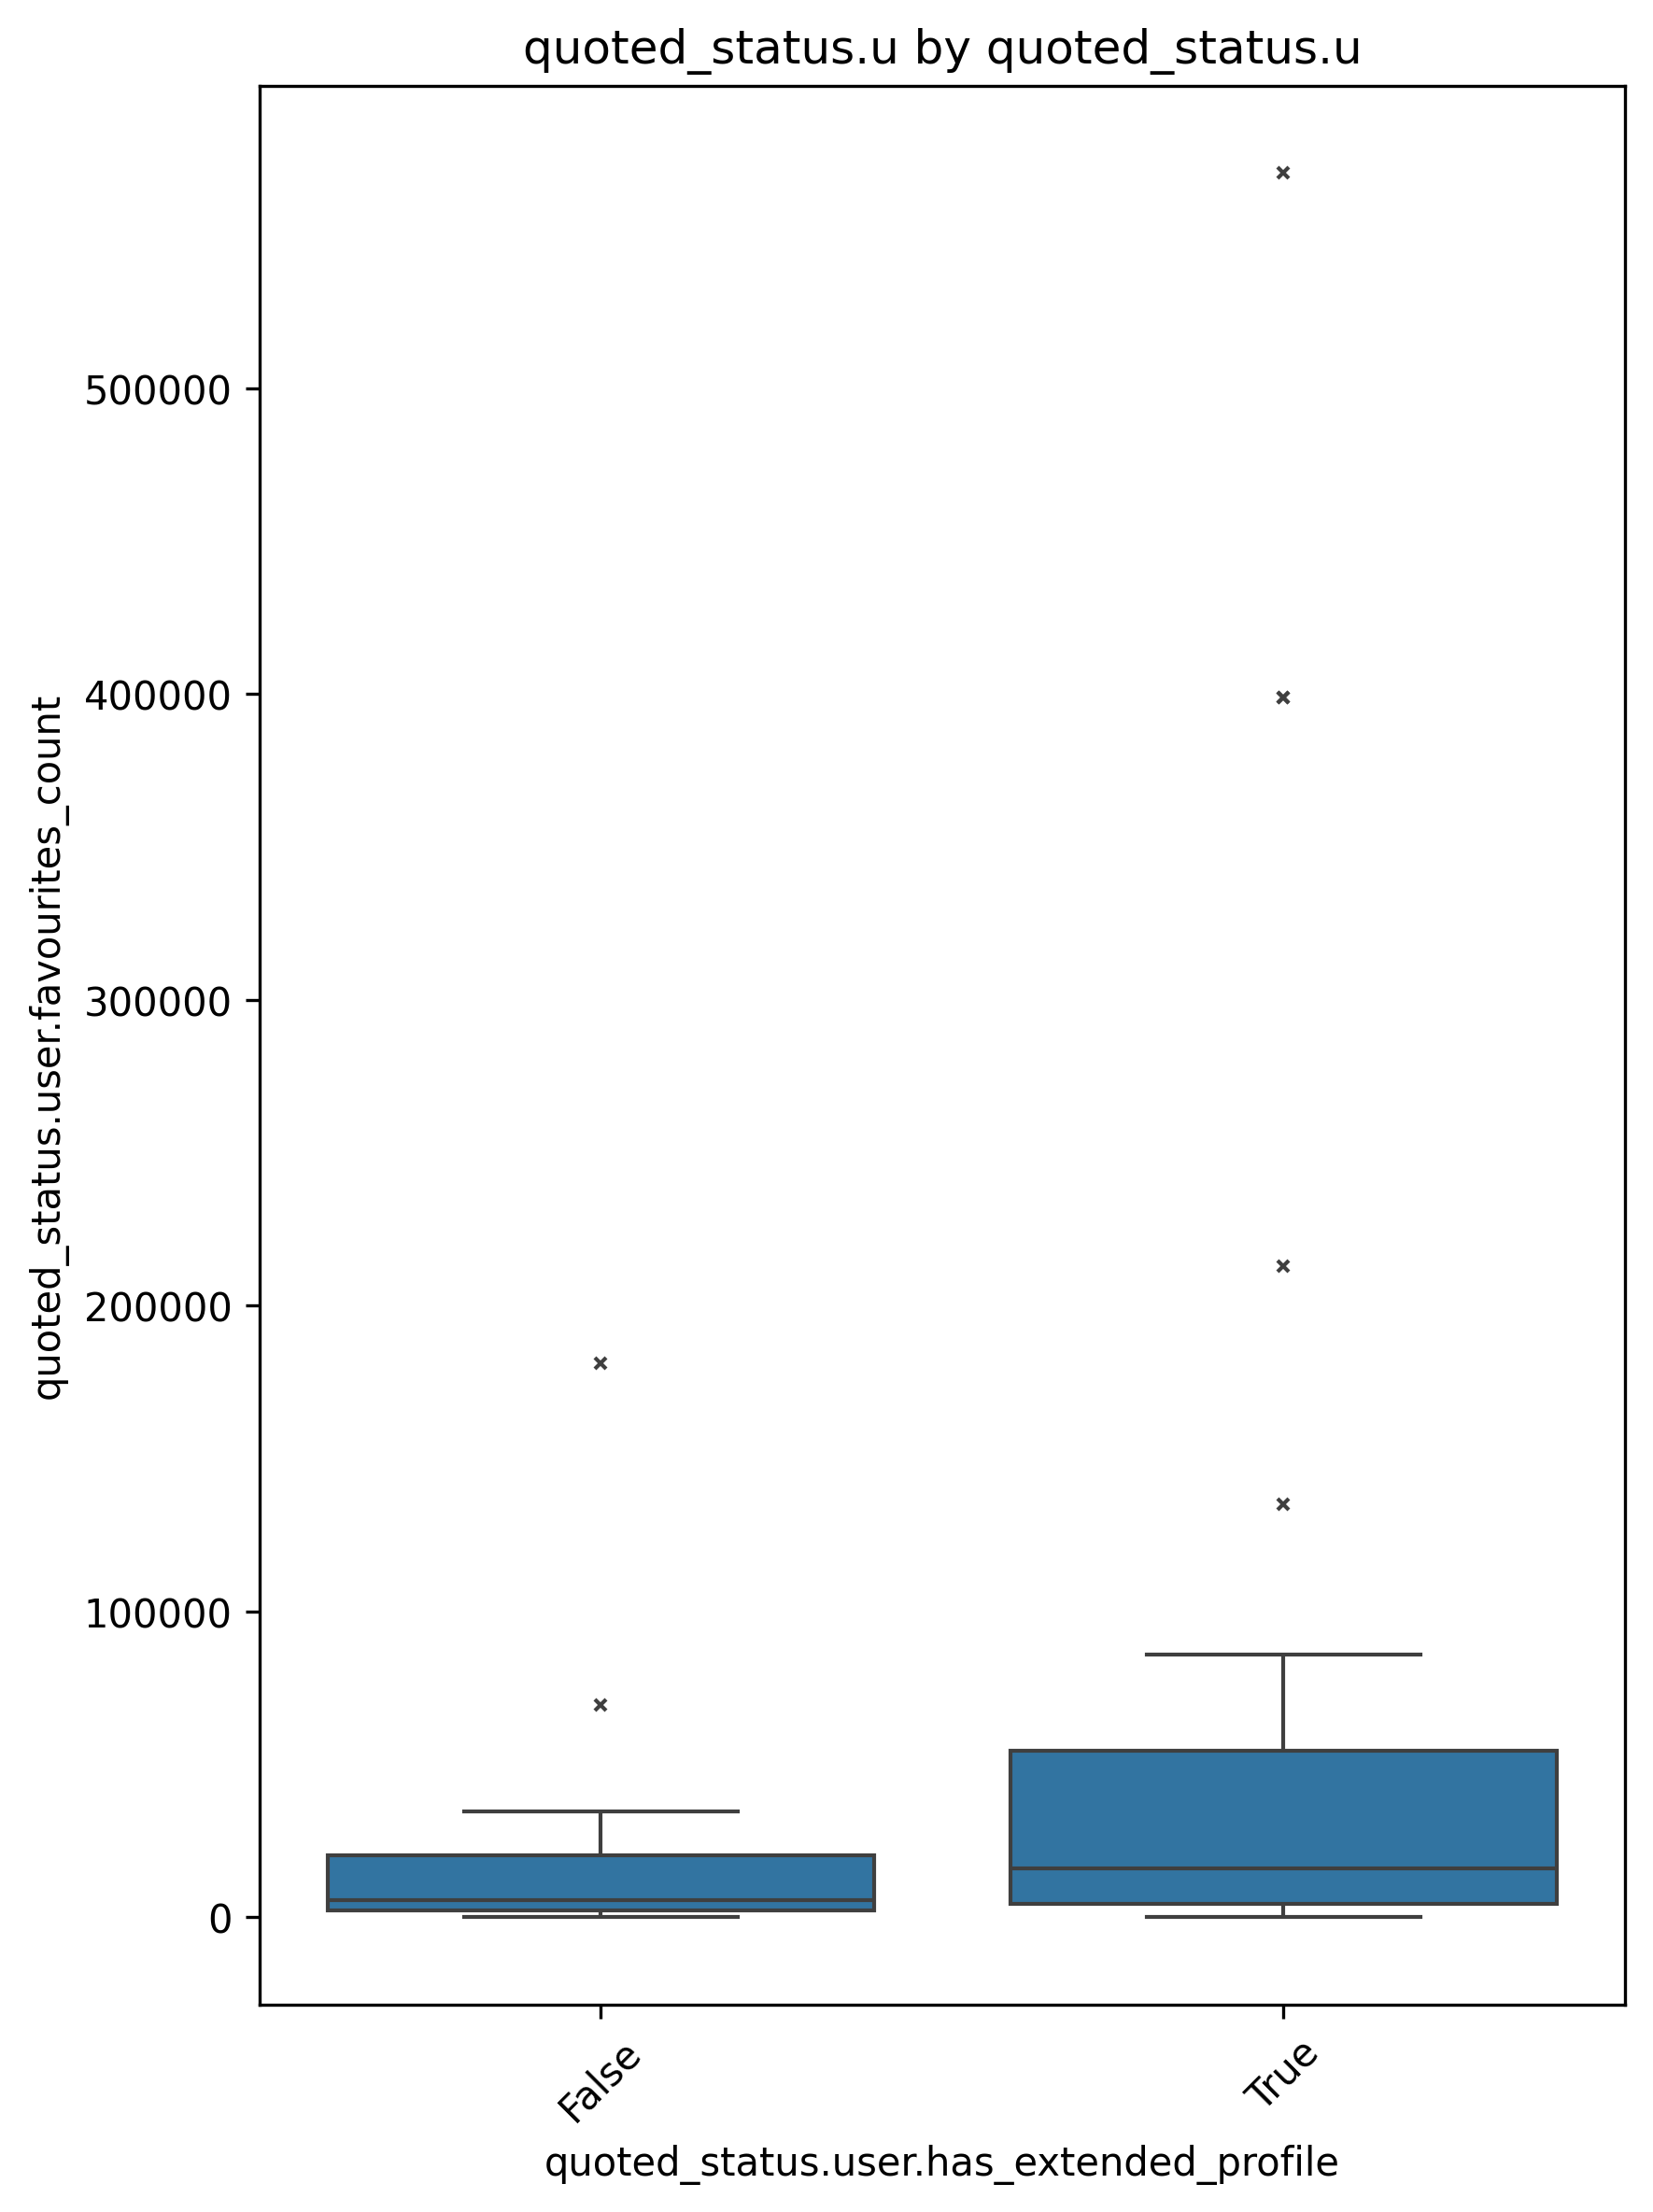 quoted_status.u by quoted_status.u
quoted_status.user.favourites_count
500000
400000
300000
200000
100000
0
False
True
quoted_status.user.has_extended_profile